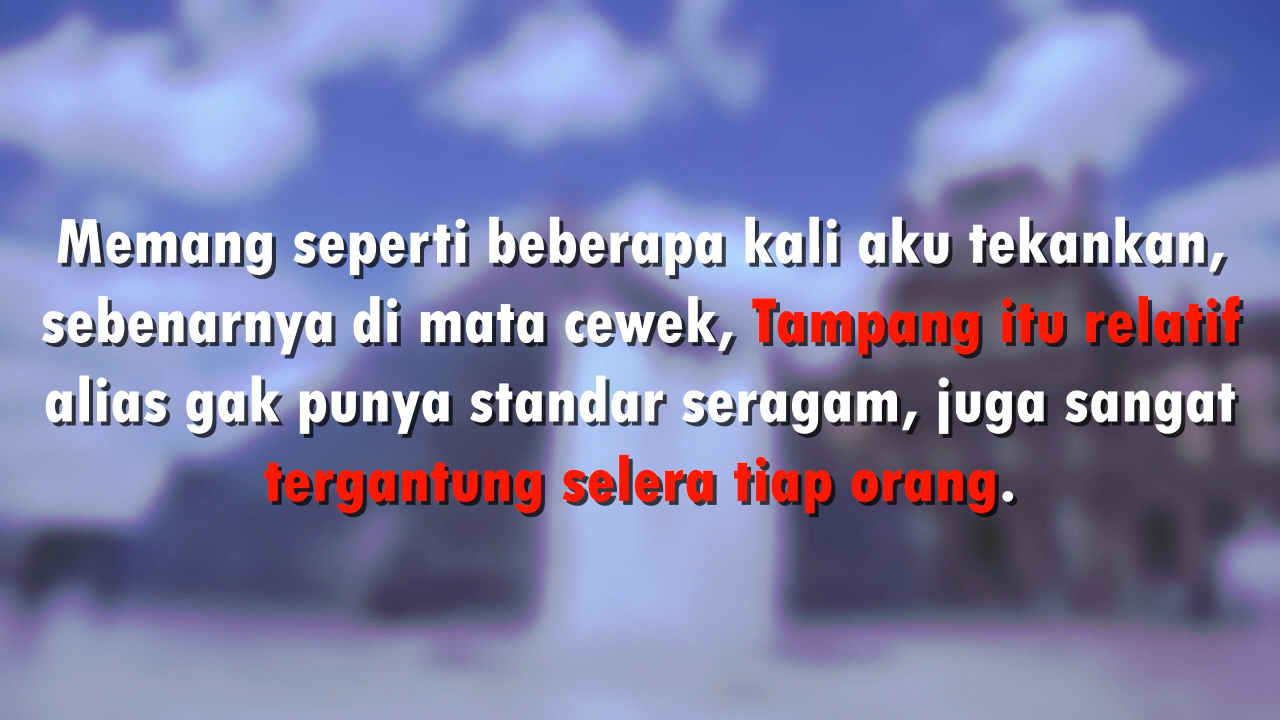 Memang seperti beberapa kali aku tekankan,
sebenarnya di mata cewek, Tampang itu relatif
alias gak punya standar seragam, juga sangat
tergantung selera tiap orang.